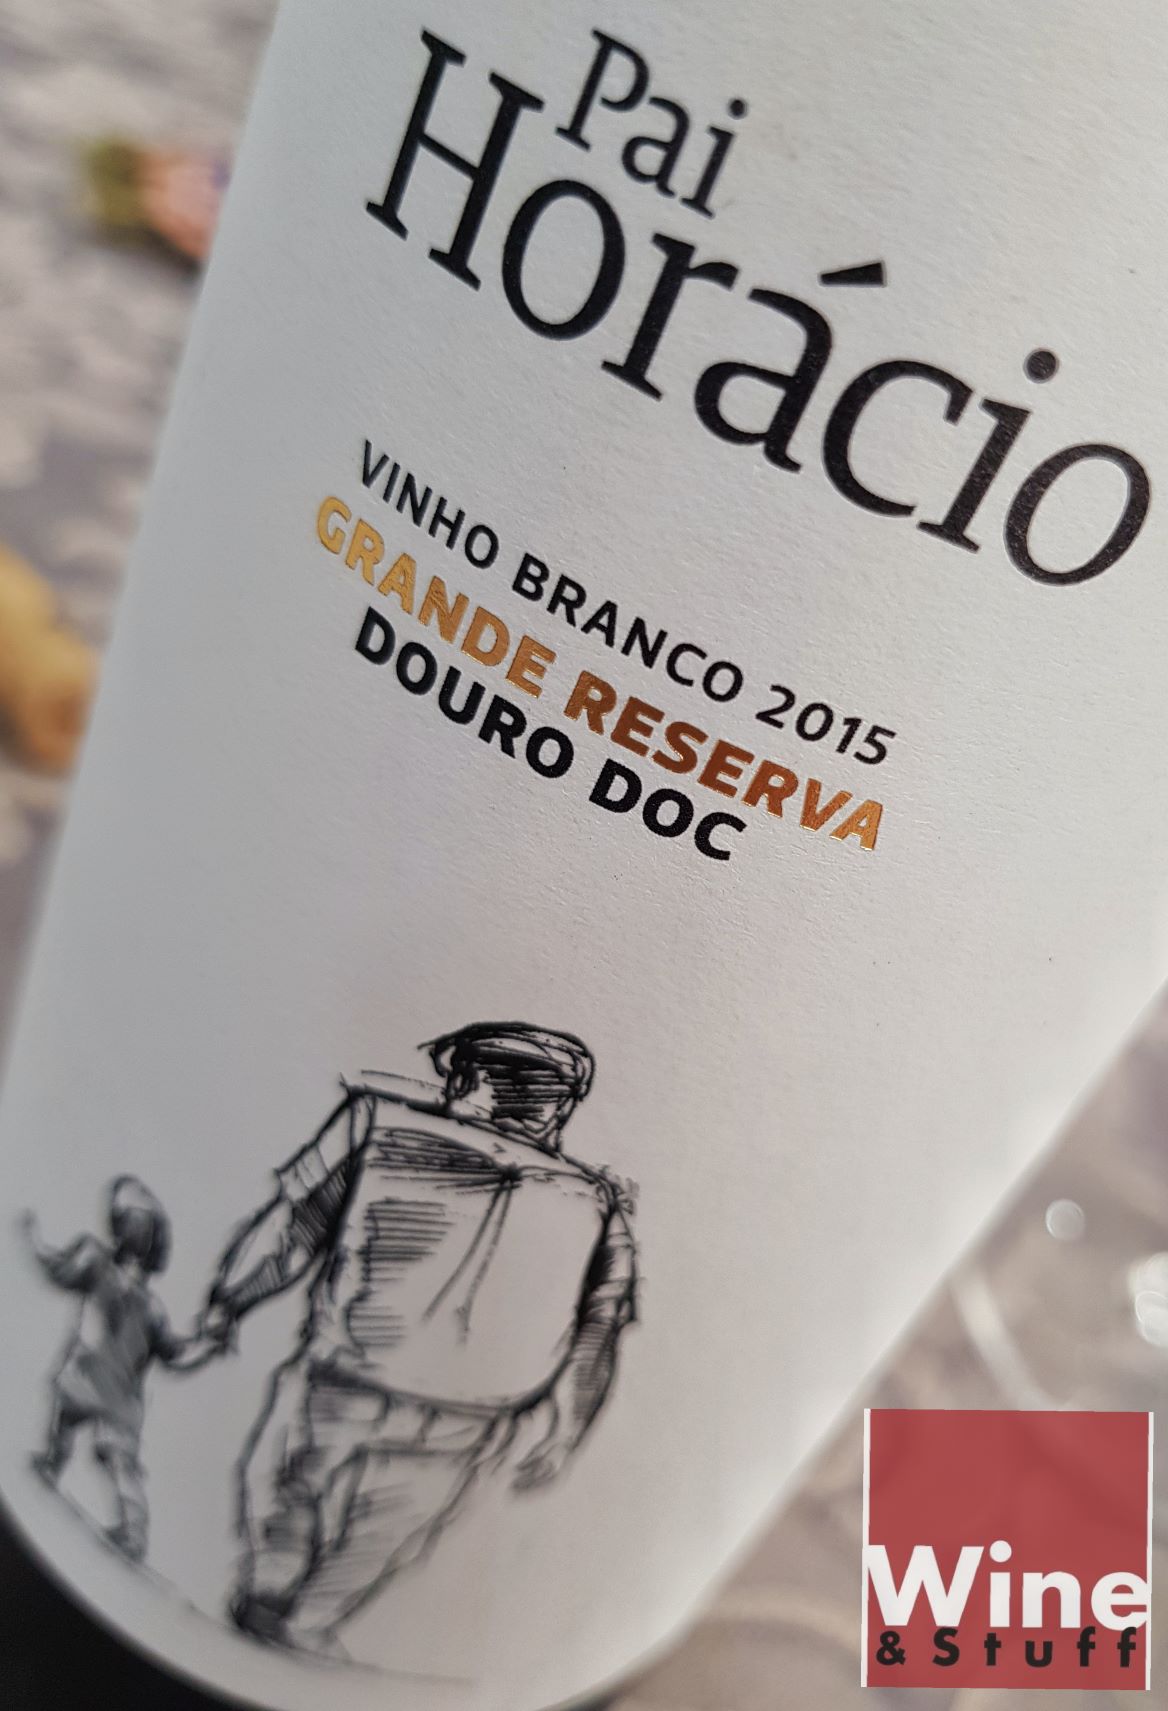 Pai
Horácio
VINHO BRANCO 2015
GRANDE RESERVA
DOURO DOC
Wine
& Stuff